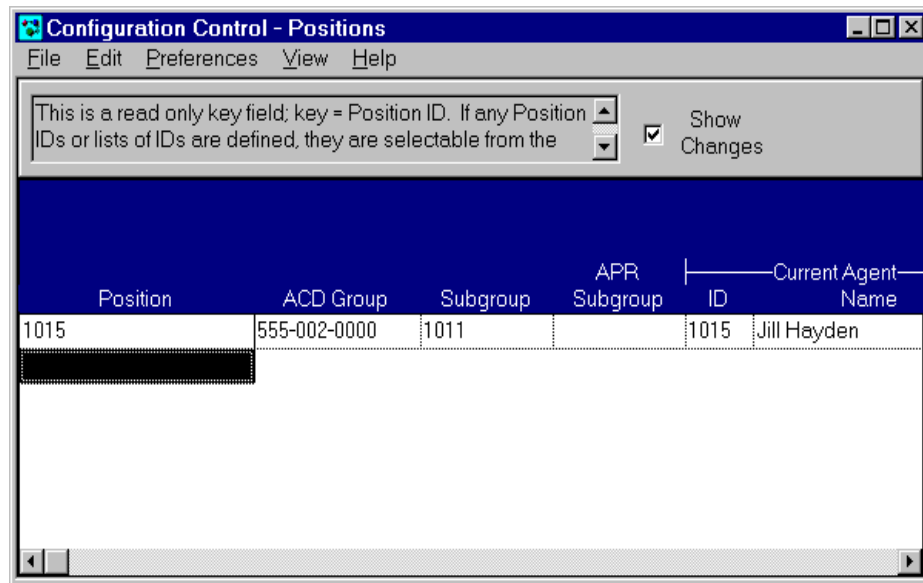 Configuration Control - Positions
File Edit Preferences View Help
This is a read only key field; key = Position ID. If any Position
IDs or lists of IDs are defined, they are selectable from the
Show
Changes
APR
Current Agent
Position ACD Group Subgroup Subgroup ID Name
1015 555-002-0000 1011 1015 Jill Hayden